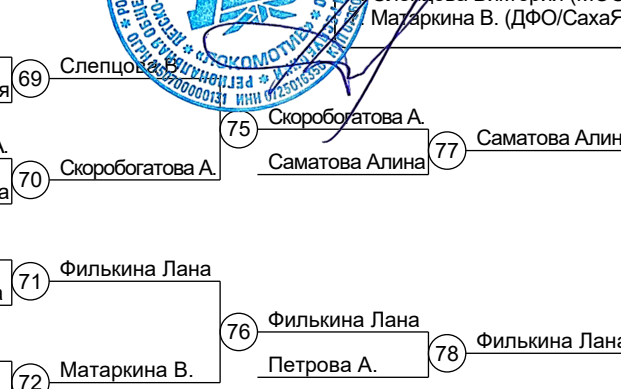 Матаркина В. (ДФО/СахаЯ
69 Слепцова В.
Скоробогатова А.
75
Саматова Алин
77
Саматова Алина
70 Скоробогатова А.
71 Филькина Лана
Филькина Лана
76
Филькина Лана
78
Петрова А.
72 Матаркина В.
«ЛОКОМОТИВ»